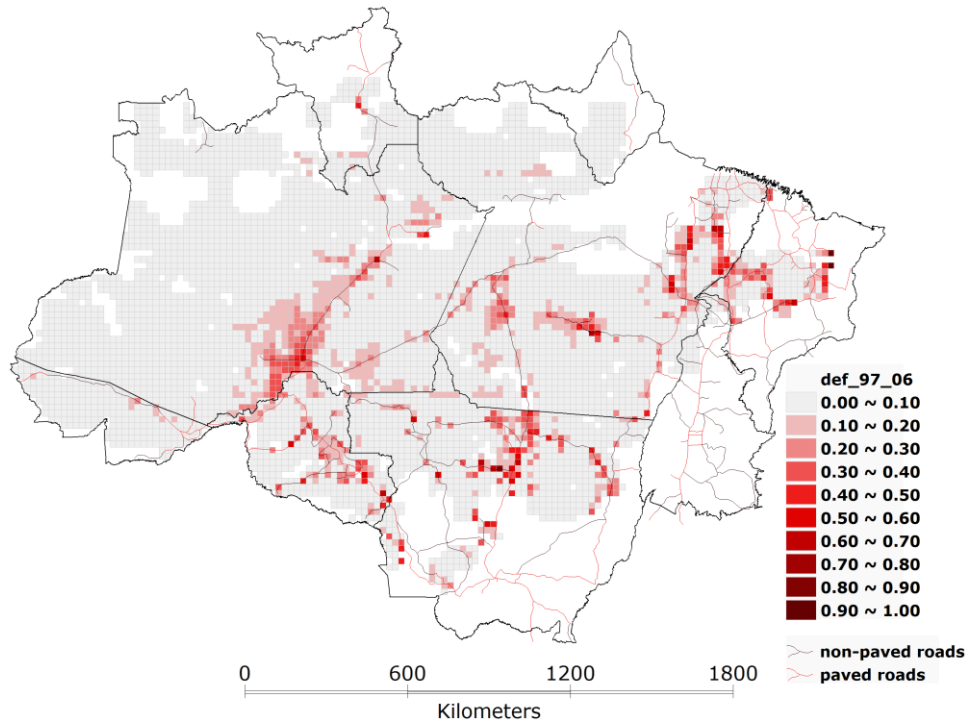 def_97_06
0.00 ~ 0.10
0.10 ~ 0.20
0.20 ~ 0.30
0.30 ~ 0.40
0.40 ~ 0.50
0.50 ~ 0.60
0.60 ~ 0.70
0.70 ~ 0.80
0.80 ~ 0.90
0.90 ~ 1.00
non-paved roads
paved roads
0 600 1200 1800
Kilometers